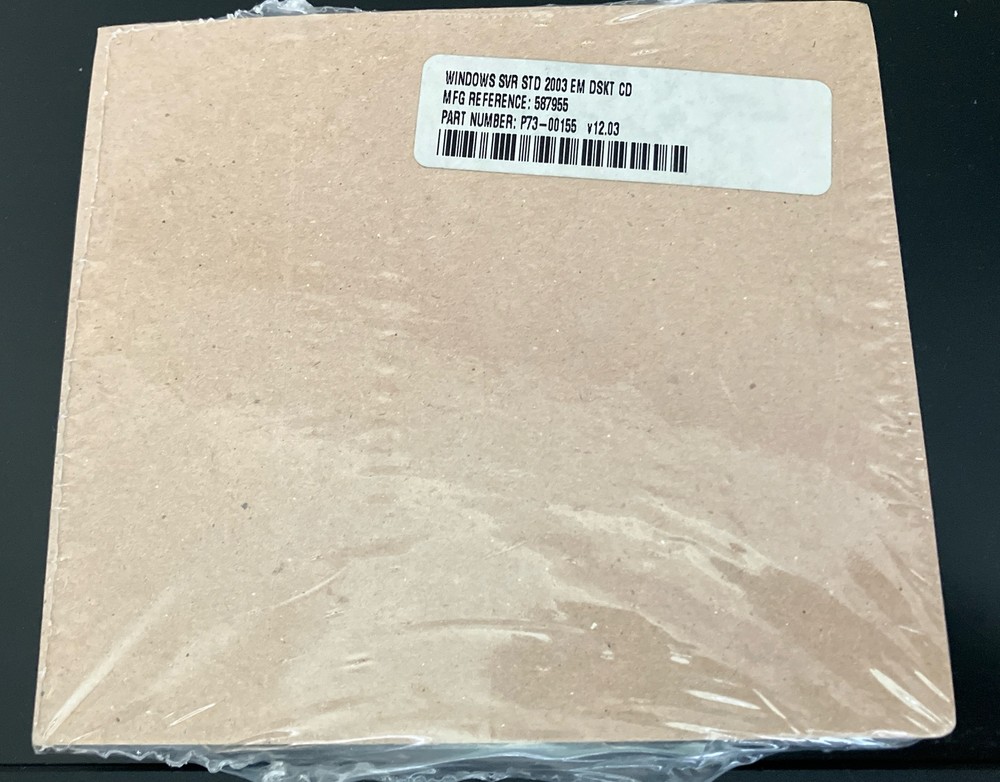 WINDOWS SVR STD 2003 EM DSKT CD
MFG REFERENCE: 587955
PART NUMBER: P73-00155 v12.03